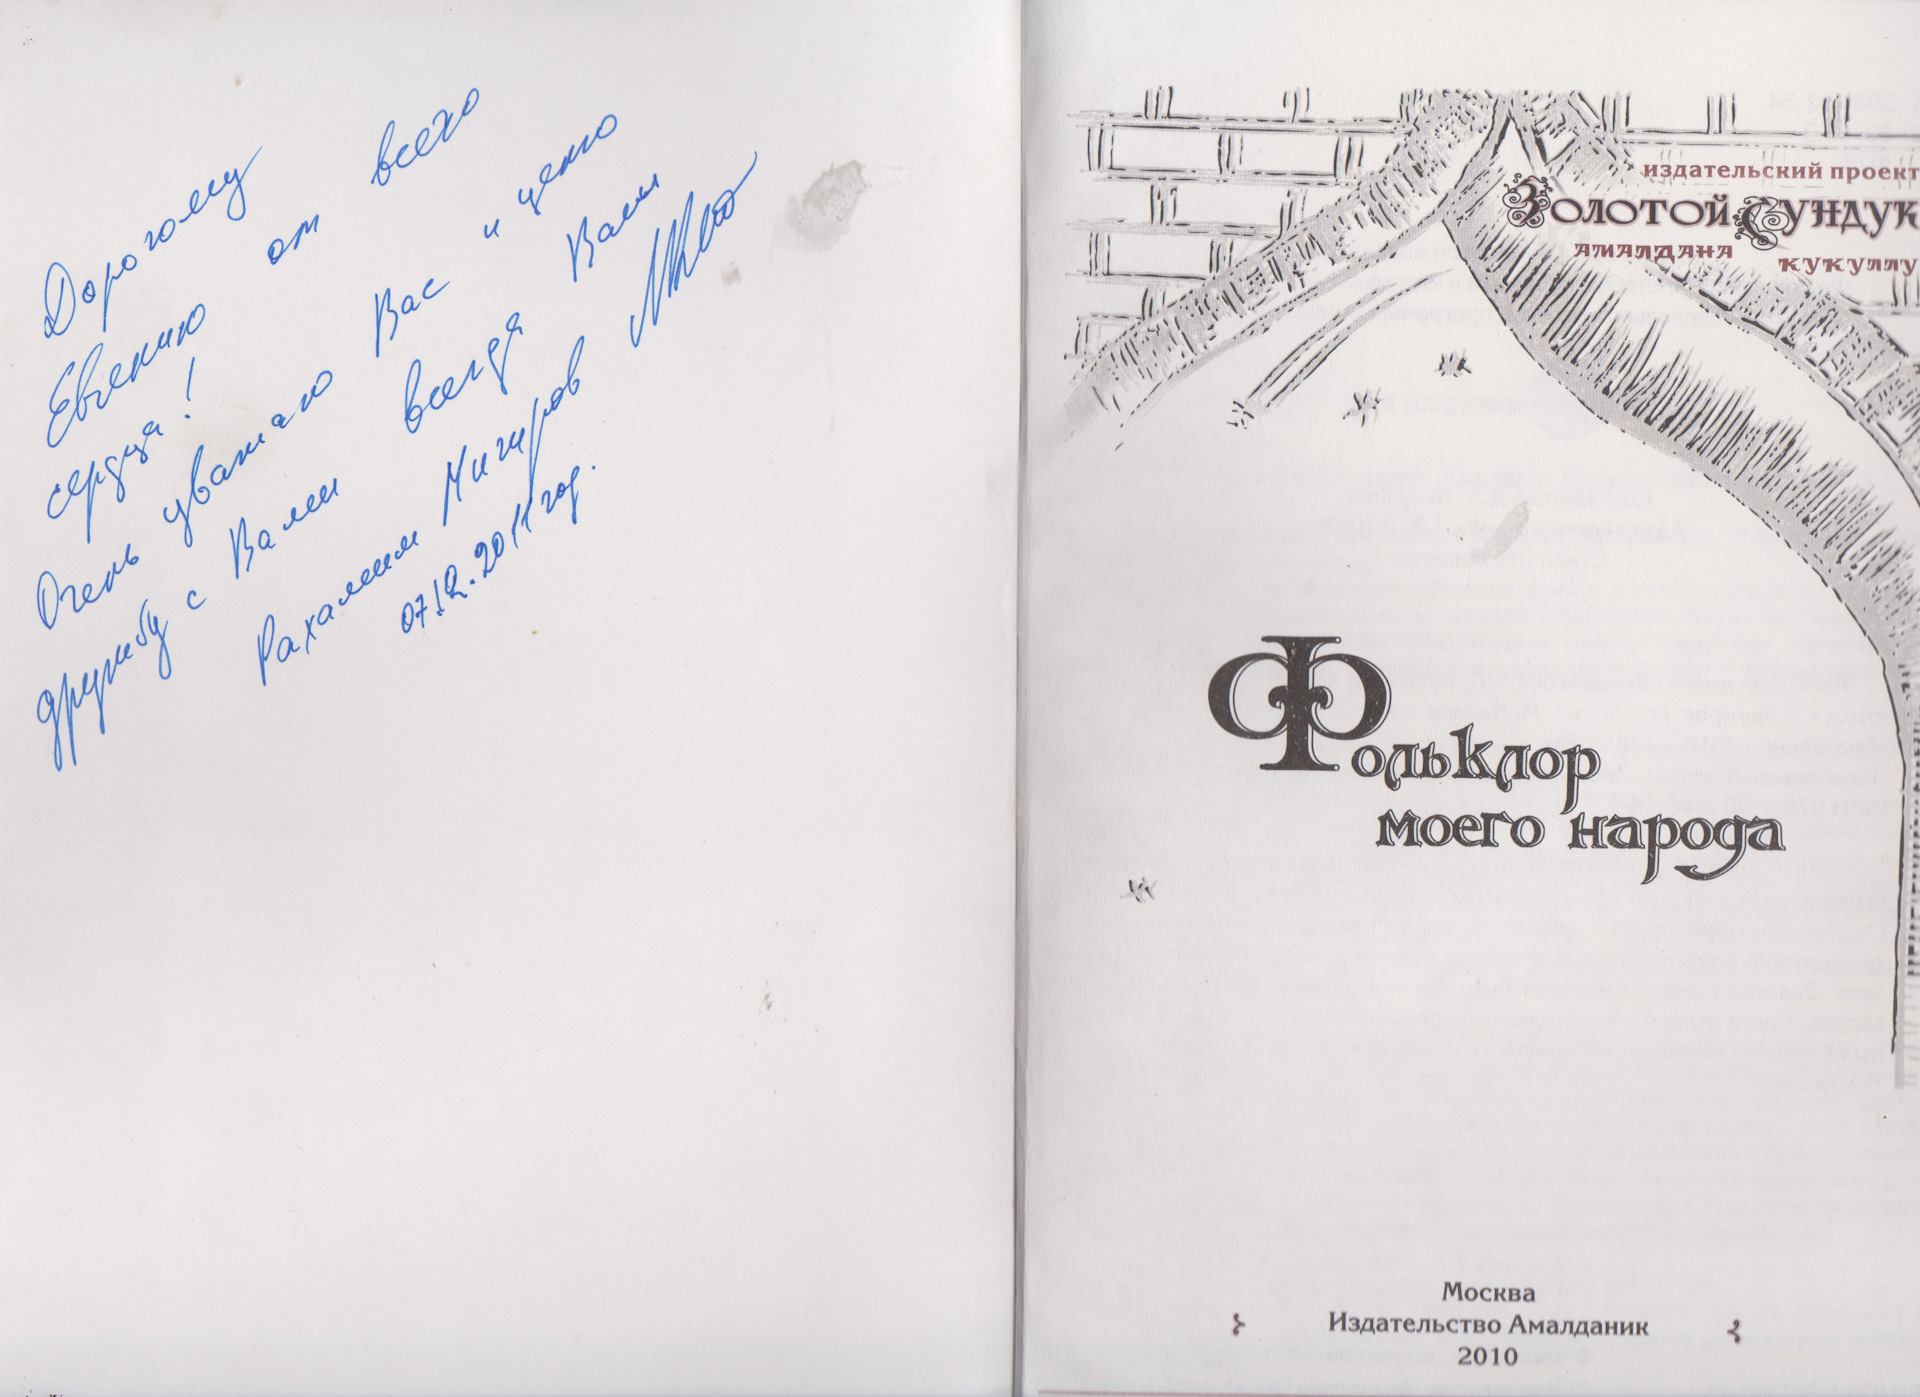 Дорогому
Евгению от всего
сердца!
Очень уважаю Вас и ценю
дружбу с Вами всегда Ваш
Рахамим Мигиров
07.12.2011 год.
издательский проект
Золотой Сундук
Амалдана Кукуллу
Фольклор
моего народа
Москва
Издательство Амалданик
2010